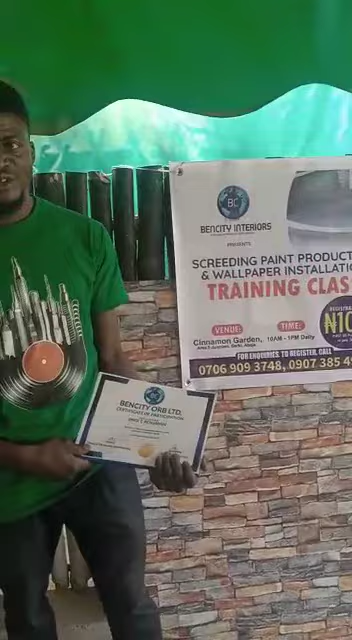 BC
BENCITY INTERIORS
PRESENTS
SCREEDING PAINT PRODUCT
& WALLPAPER INSTALLATIO
TRAINING CLAS
VENUE: TIME:
Cinnamon Garden, 10AM - 1PM Daily
FOR ENQUIRIES TO REGISTER, CALL
0706 909 3748, 0907 385 4
BENCITY ORB LTD.
CERTIFICATE OF PARTICIPATION